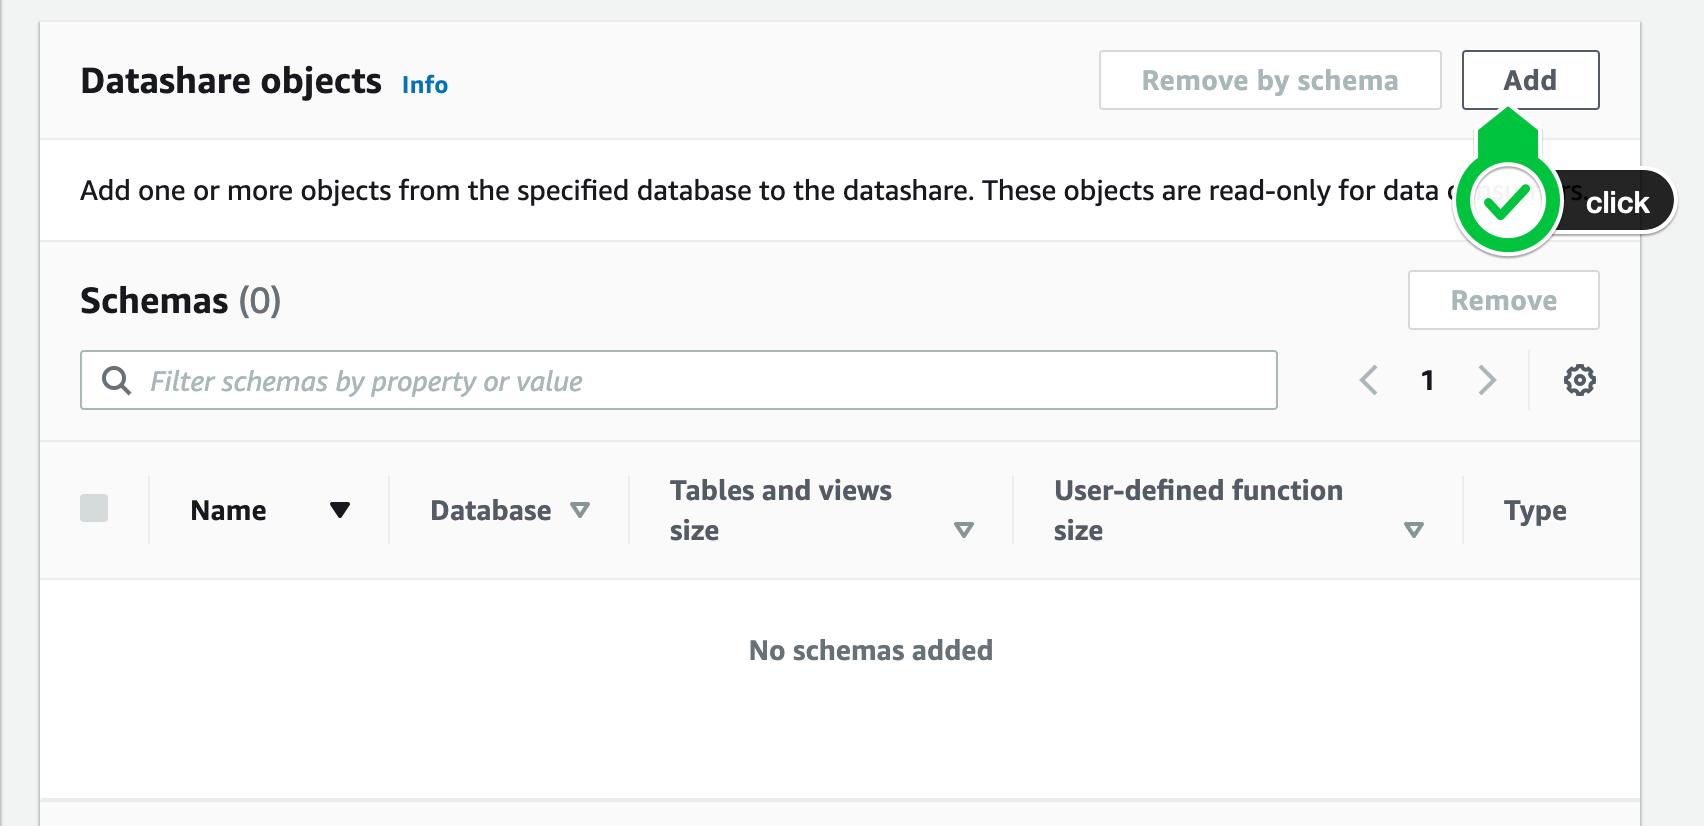 Datashare objects Info
Remove by schema
Add
Add one or more objects from the specified database to the datashare. These objects are read-only for data
click
Schemas (0)
Remove
Filter schemas by property or value
1
Name
Database
Tables and views
size
User-defined function
size
Type
No schemas added